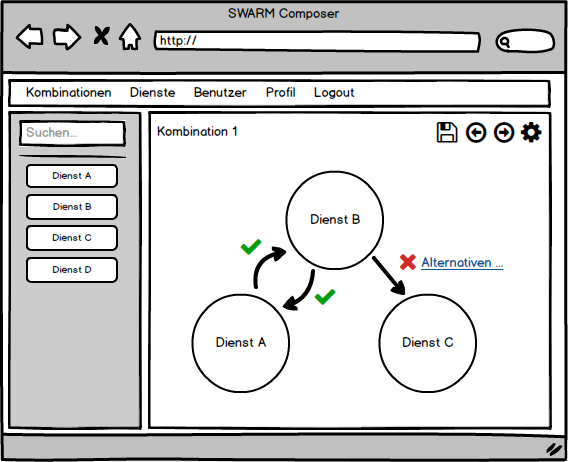 SWARM Composer
http://
Kombinationen Dienste Benutzer Profil Logout
Suchen...
Dienst A
Dienst B
Dienst C
Dienst D
Kombination 1
Dienst B
Alternativen ...
Dienst A
Dienst C